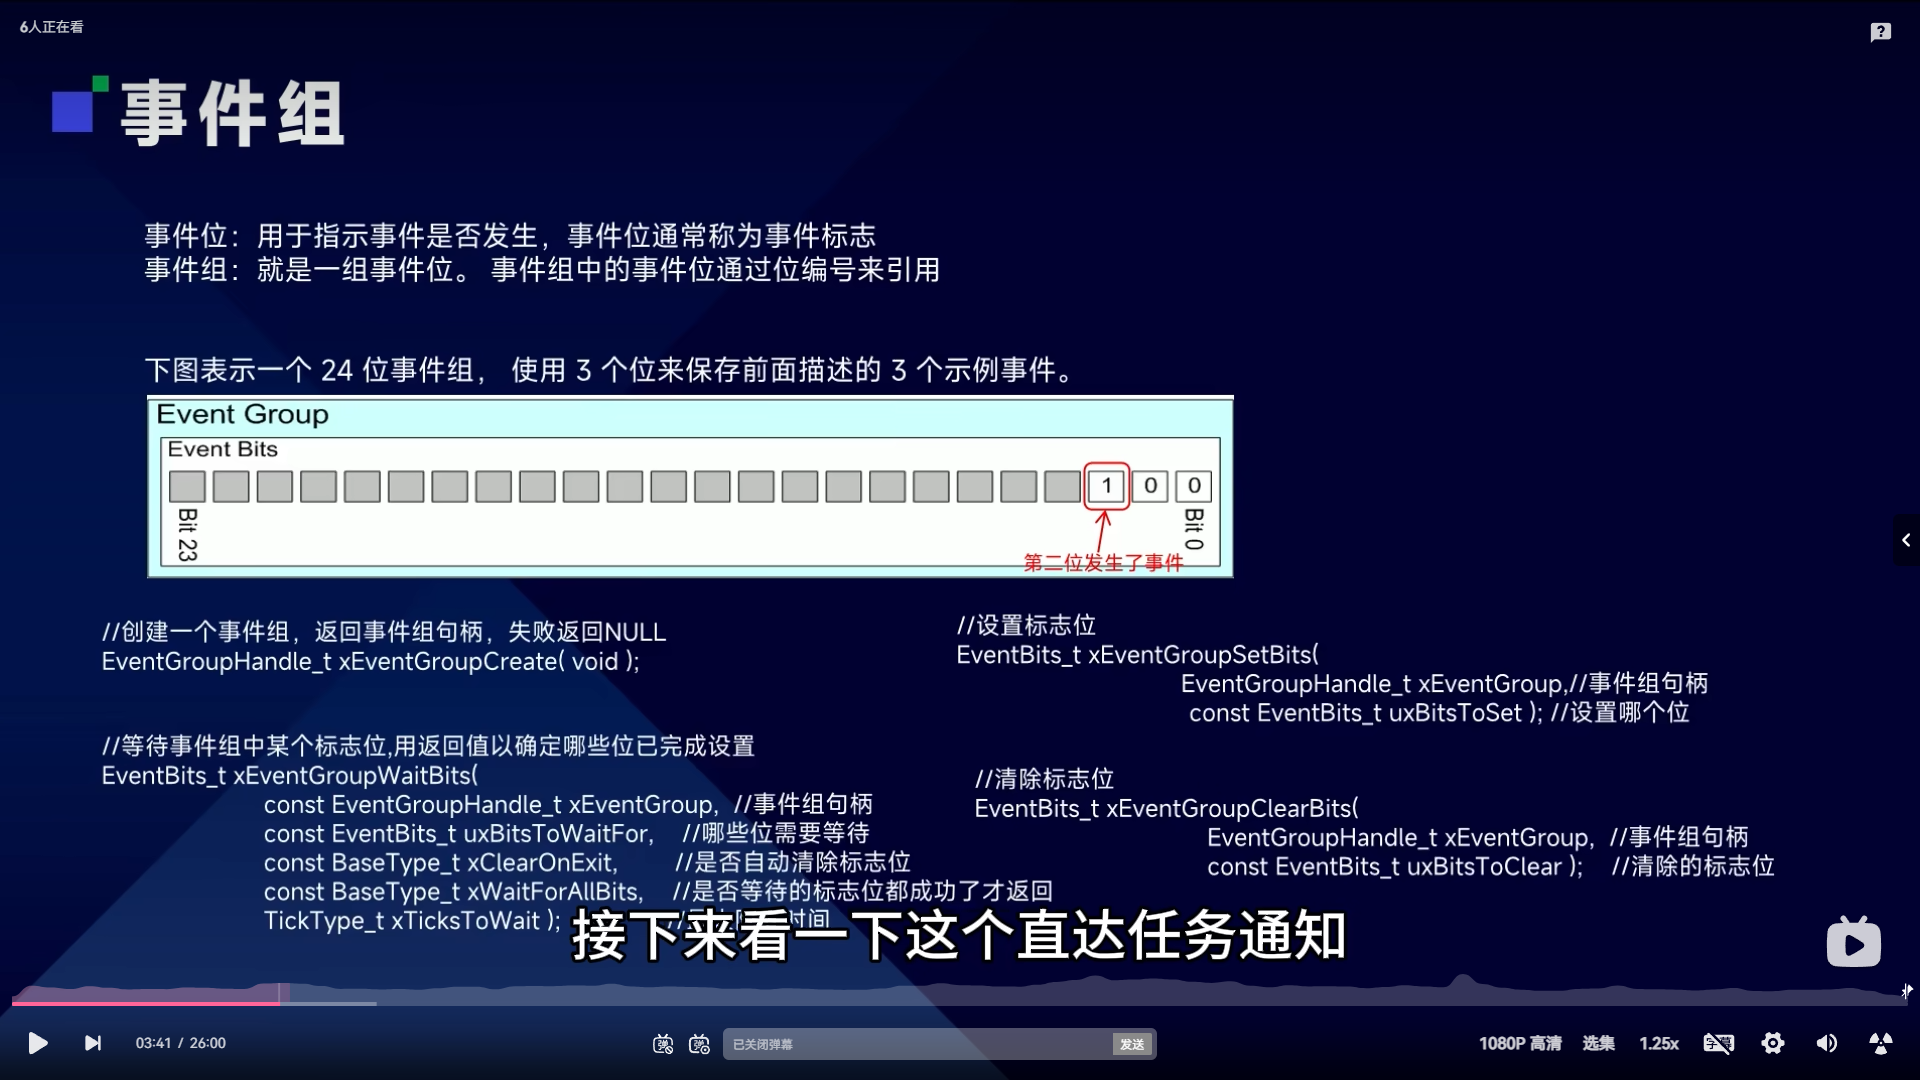 6人正在看
事件组
事件位：用于指示事件是否发生，事件位通常称为事件标志
事件组：就是一组事件位。 事件组中的事件位通过位编号来引用
下图表示一个 24 位事件组， 使用 3 个位来保存前面描述的 3 个示例事件。
Event Group
Event Bits
1 0 0
Bit 23
Bit 0
第二位发生了事件
//创建一个事件组，返回事件组句柄，失败返回NULL
EventGroupHandle_t xEventGroupCreate( void );
//等待事件组中某个标志位,用返回值以确定哪些位已完成设置
EventBits_t xEventGroupWaitBits(
const EventGroupHandle_t xEventGroup, //事件组句柄
const EventBits_t uxBitsToWaitFor, //哪些位需要等待
const BaseType_t xClearOnExit, //是否自动清除标志位
const BaseType_t xWaitForAllBits, //是否等待的标志位都成功了才返回
TickType_t xTicksToWait ); 时间
//设置标志位
EventBits_t xEventGroupSetBits(
EventGroupHandle_t xEventGroup,//事件组句柄
const EventBits_t uxBitsToSet ); //设置哪个位
//清除标志位
EventBits_t xEventGroupClearBits(
EventGroupHandle_t xEventGroup, //事件组句柄
const EventBits_t uxBitsToClear ); //清除的标志位
接下来看一下这个直达任务通知
03:41 / 26:00
已关闭弹幕
发送
1080P 高清
选集
1.25x